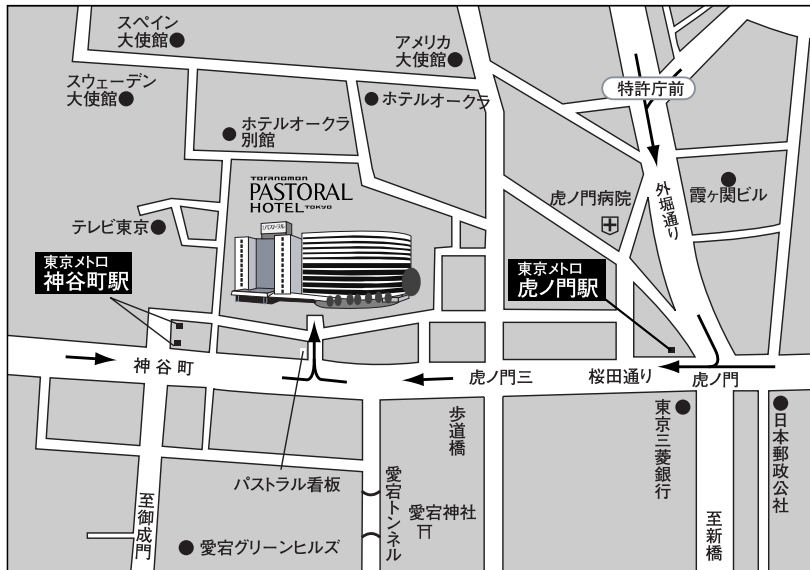 スペイン
大使館
アメリカ
大使館
スウェーデン
大使館
ホテルオークラ
特許庁前
ホテルオークラ
別館
TORANOMON
PASTORAL
HOTEL TOKYO
虎ノ門病院
外堀通り
霞ヶ関ビル
テレビ東京
東京メトロ
神谷町駅
東京メトロ
虎ノ門駅
神谷町
虎ノ門三
桜田通り
虎ノ門
歩道橋
東京三菱銀行
日本郵政公社
パストラル看板
愛宕トンネル
愛宕神社
至御成門
至新橋
愛宕グリーンヒルズ